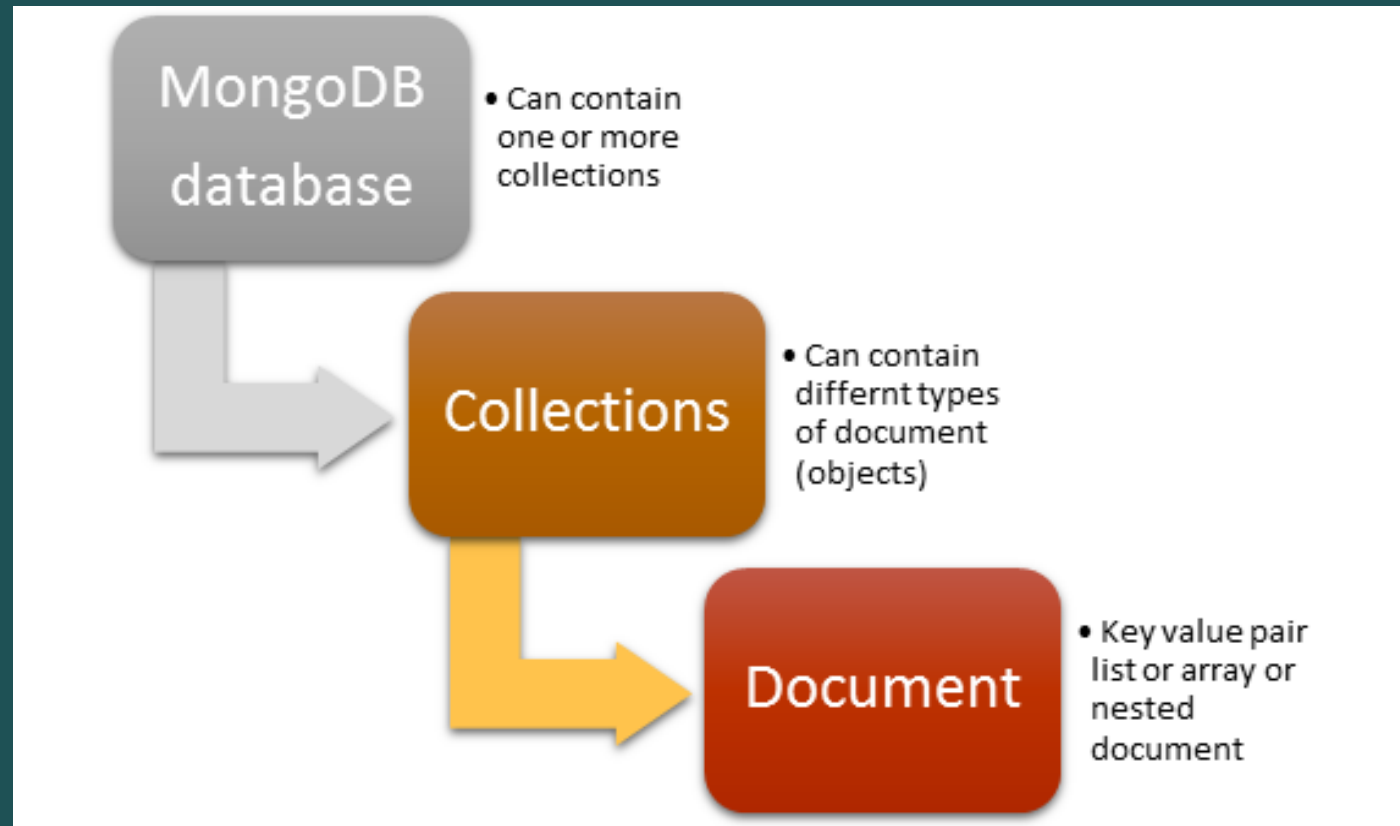 MongoDB
database
• Can contain
one or more
collections
Collections
• Can contain
differnt types
of document
(objects)
Document
• Key value pair
list or array or
nested
document